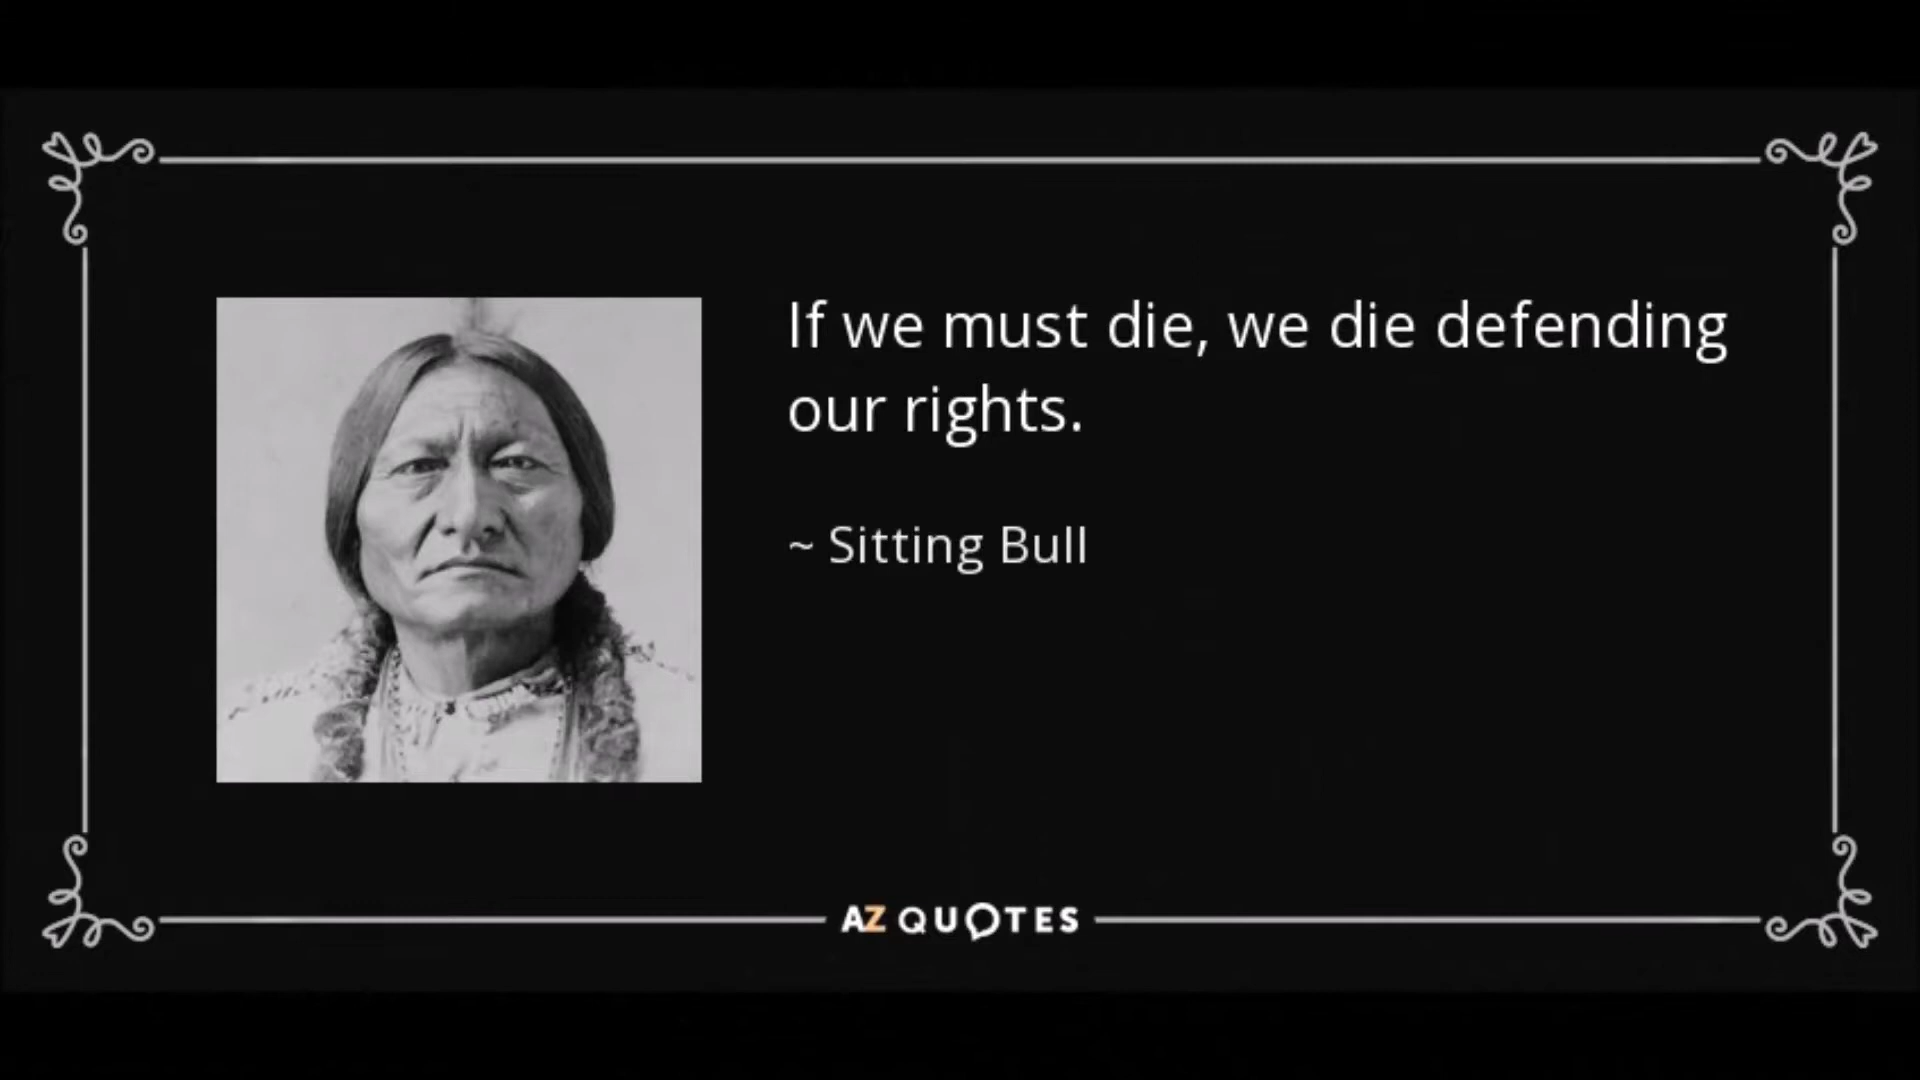 If we must die, we die defending
our rights.
~ Sitting Bull
AZ QUOTES